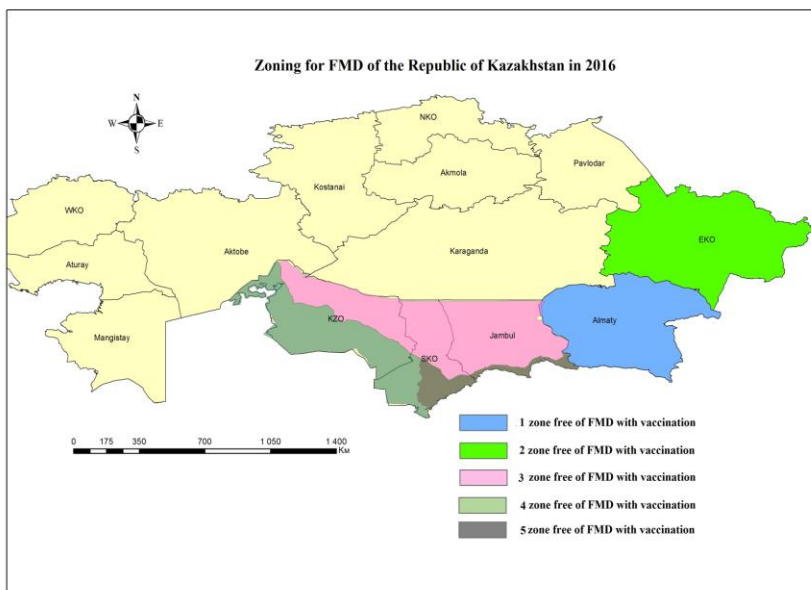 Zoning for FMD of the Republic of Kazakhstan in 2016
N
W E
S
NKO
Pavlodar
Akmola
Kostanai
WKO
EKO
Aktobe
Karaganda
Aturay
Almaty
KZO
Jambul
Mangistay
SKO
1 zone free of FMD with vaccination
2 zone free of FMD with vaccination
3 zone free of FMD with vaccination
4 zone free of FMD with vaccination
5 zone free of FMD with vaccination
0 175 350 700 1 050 1 400
Км